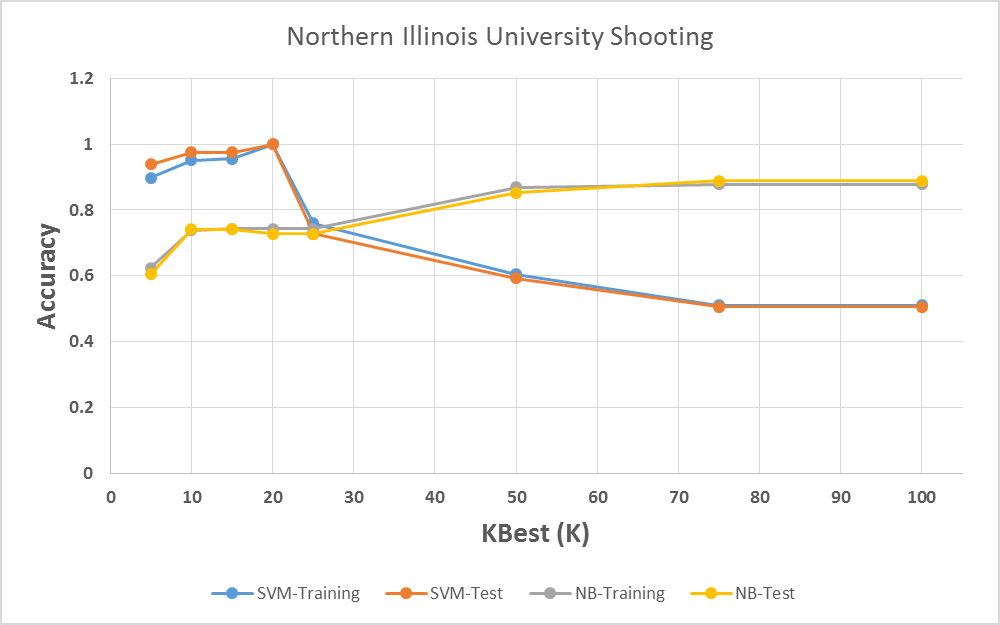 Northern Illinois University Shooting
Accuracy
1.2
1
0.8
0.6
0.4
0.2
0
0 10 20 30 40 50 60 70 80 90 100
KBest (K)
SVM-Training SVM-Test NB-Training NB-Test